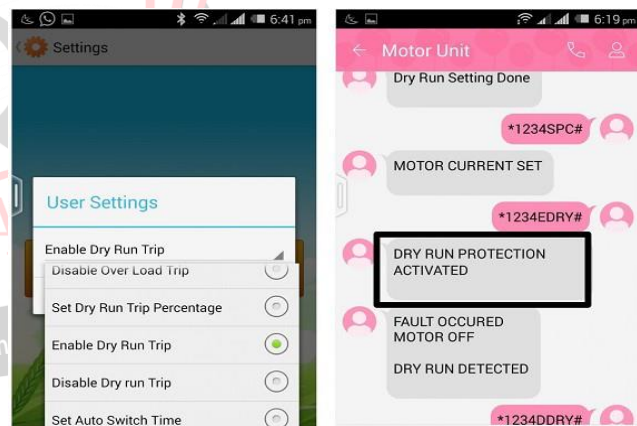 6:41 pm
Settings
User Settings
Enable Dry Run Trip
Disable Over Load Trip
Set Dry Run Trip Percentage
Enable Dry Run Trip
Disable Dry run Trip
Set Auto Switch Time
6:19 pm
Motor Unit
Dry Run Setting Done
*1234SPC#
MOTOR CURRENT SET
*1234EDRY#
DRY RUN PROTECTION
ACTIVATED
FAULT OCCURED
MOTOR OFF
DRY RUN DETECTED
*1234DDRY#